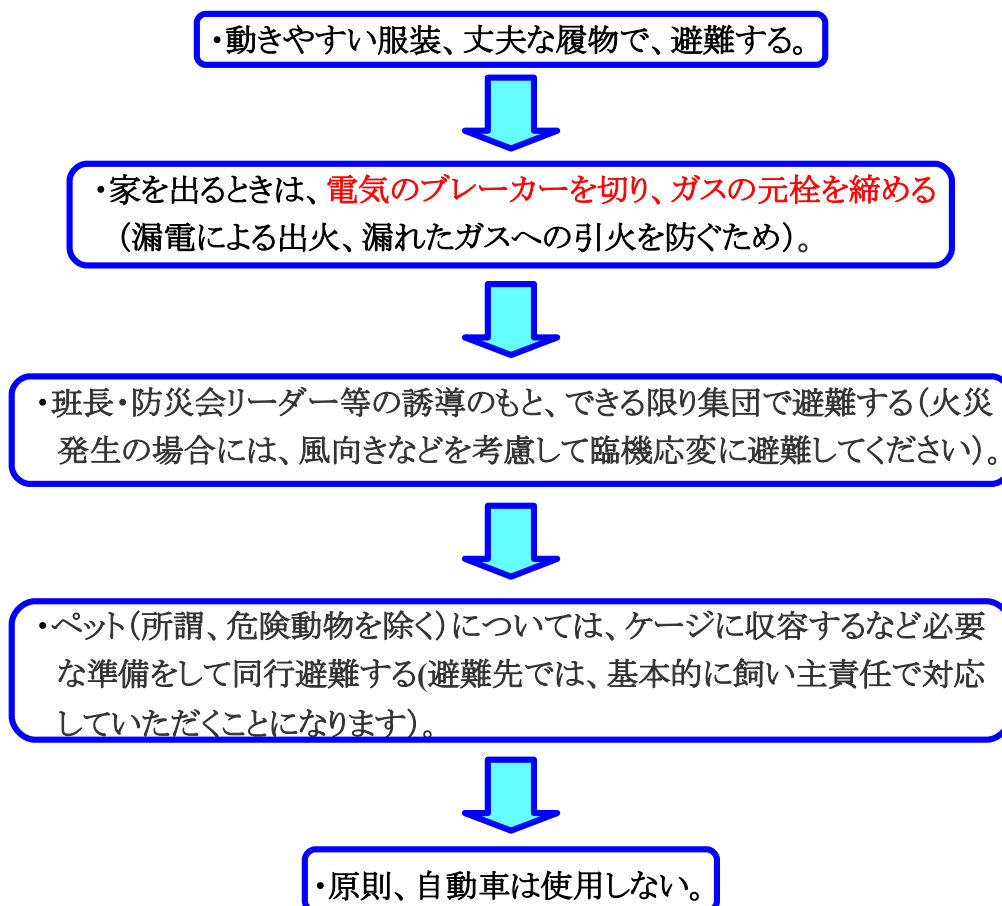 ・動きやすい服装、丈夫な履物で、避難する。
・家を出るときは、電気のブレーカーを切り、ガスの元栓を締める
（漏電による出火、漏れたガスへの引火を防ぐため）。
・班長・防災会リーダー等の誘導のもと、できる限り集団で避難する（火災
発生の場合には、風向きなどを考慮して臨機応変に避難してください）。
・ペット（所謂、危険動物を除く）については、ケージに収容するなど必要
な準備をして同行避難する(避難先では、基本的に飼い主責任で対応
していただくことになります）。
・原則、自動車は使用しない。